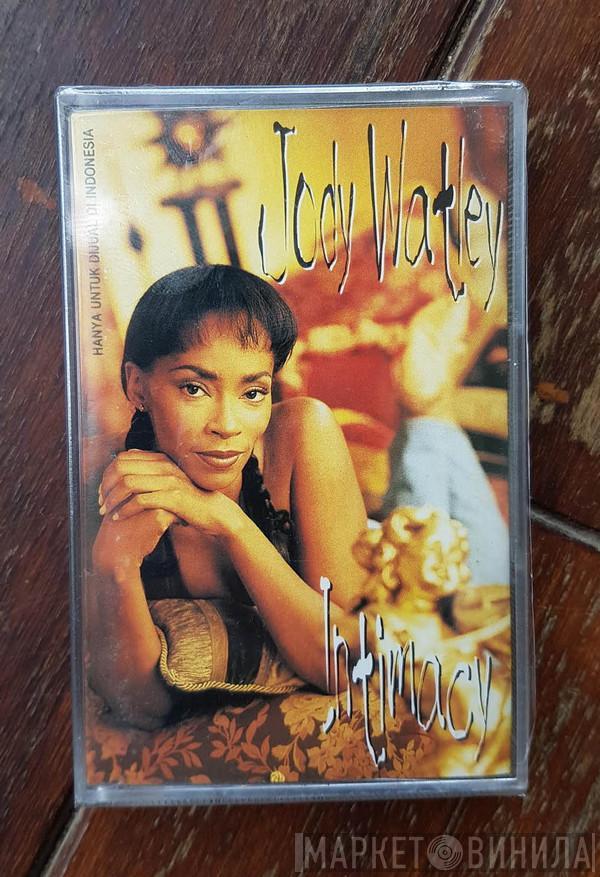 HANYA UNTUK DIJUAL DI INDONESIA
Jody Watley
Intimacy
МАРКЕТ ВИНИЛА